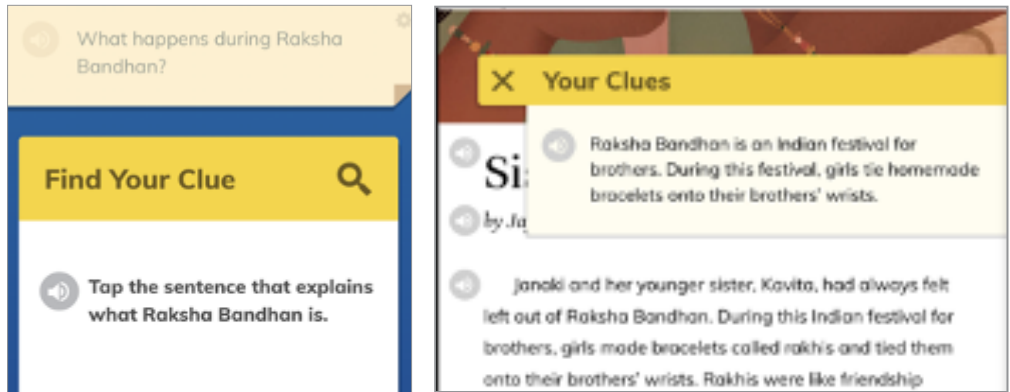 What happens during Raksha
Bandhan?
Find Your Clue
Tap the sentence that explains
what Raksha Bandhan is.
Your Clues
Raksha Bandhan is an Indian festival for
brothers. During this festival, girls tie homemade
bracelets onto their brothers' wrists.
Si
by Ja
Janaki and her younger sister, Kavita, had always felt
left out of Raksha Bandhan. During this Indian festival for
brothers, girls made bracelets called rakhis and tied them
onto their brothers' wrists. Rakhis were like friendship